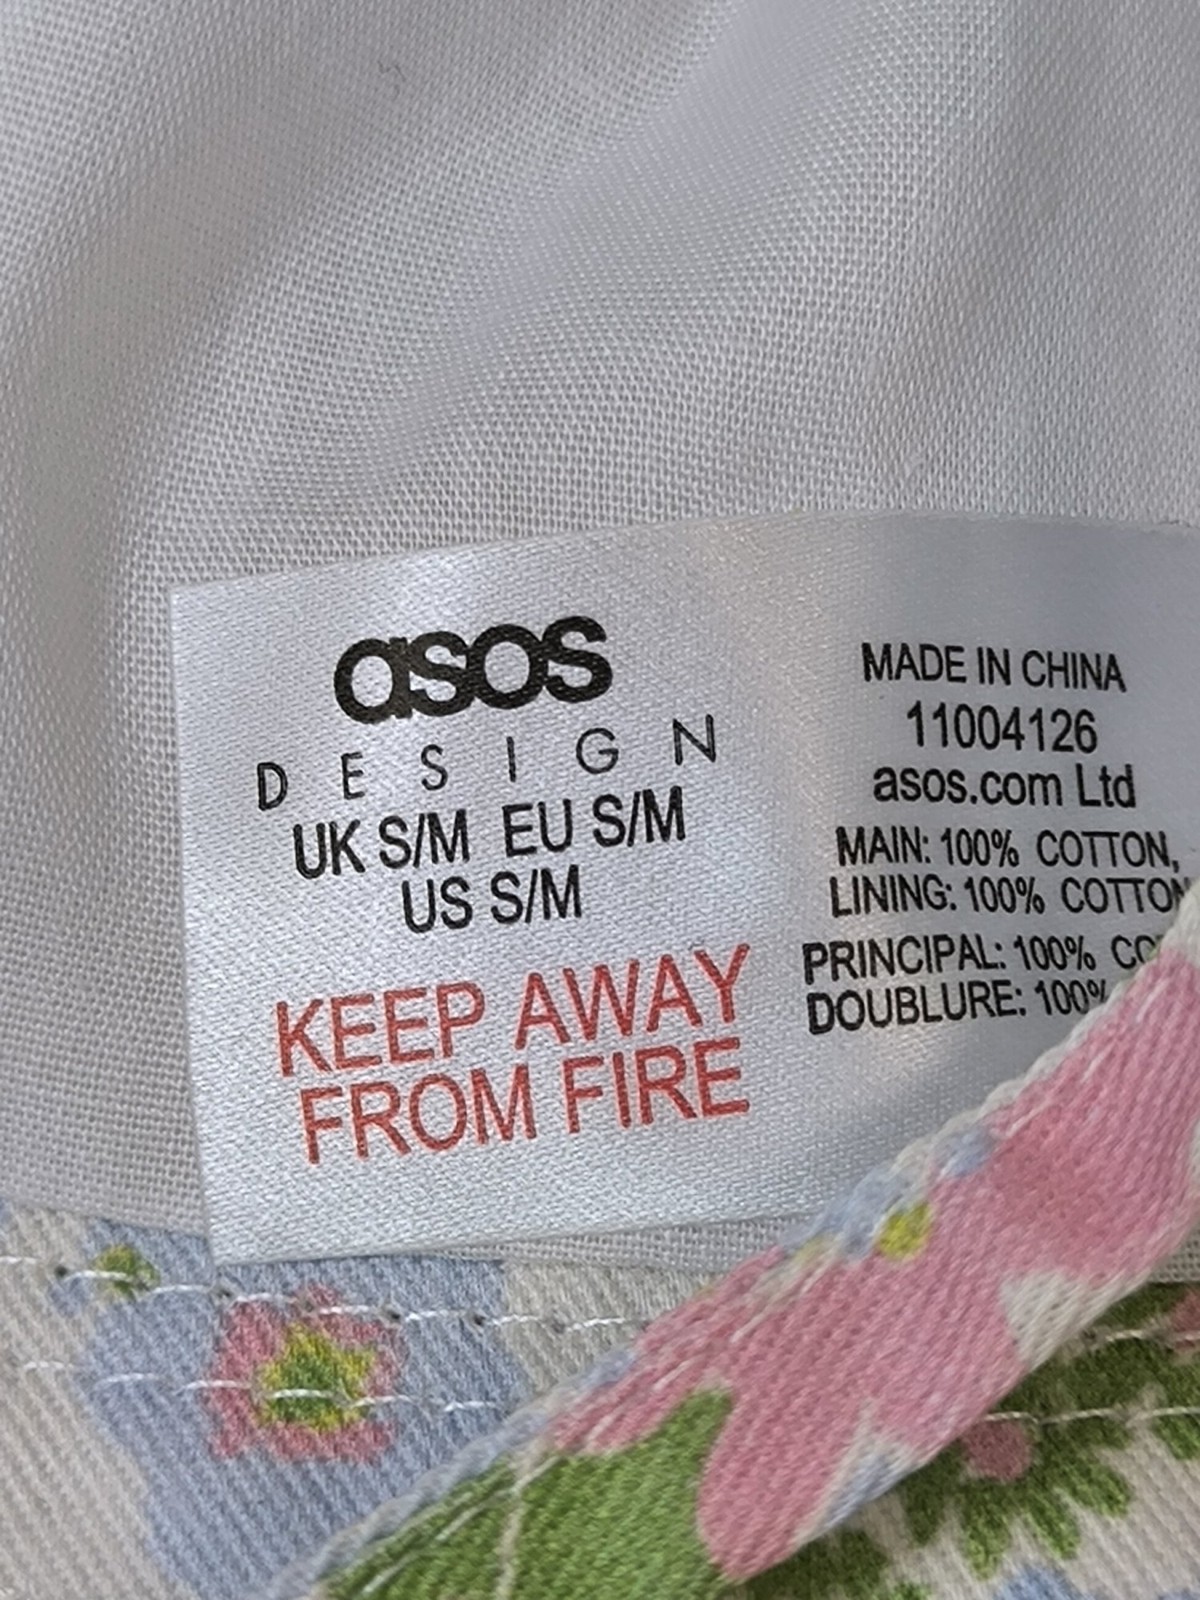 asos
DESIGN
UK S/M EU S/M
US S/M
KEEP AWAY
FROM FIRE
MADE IN CHINA
11004126
asos.com Ltd
MAIN: 100% COTTON,
LINING: 100% COTTON
PRINCIPAL: 100%
DOUBLURE: 100%